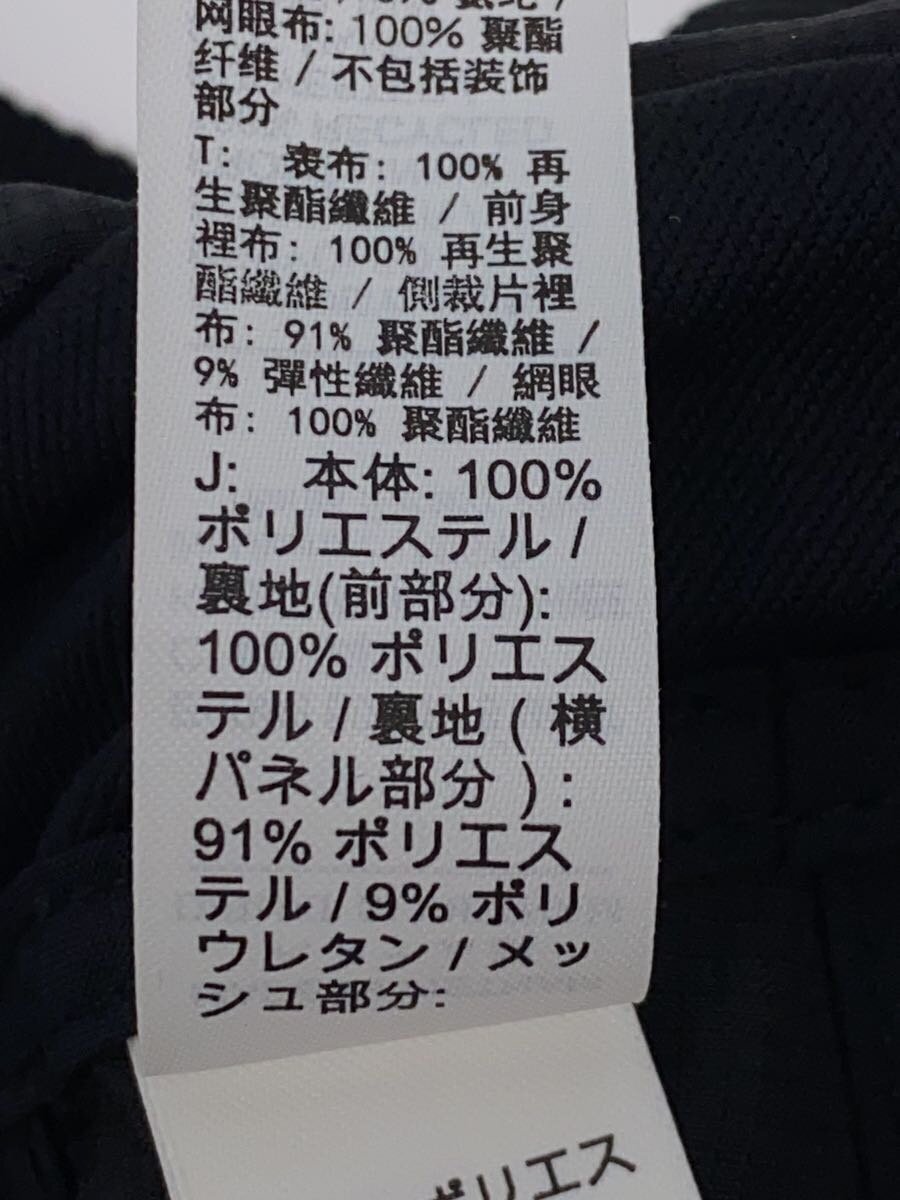 网眼布: 100% 聚酯
纤维 / 不包括装饰
部分
T: 表布: 100% 再
生聚酯纖維 / 前身
裡布: 100% 再生聚
酯纖維 / 側裁片裡
布: 91% 聚酯纖維 /
9% 彈性纖維 / 網眼
布: 100% 聚酯纖維
J: 本体: 100%
ポリエステル /
裏地(前部分):
100% ポリエス
テル / 裏地 ( 横
パネル部分 ) :
91% ポリエス
テル / 9% ポリ
ウレタン / メッ
シュ部分:
ポリエス